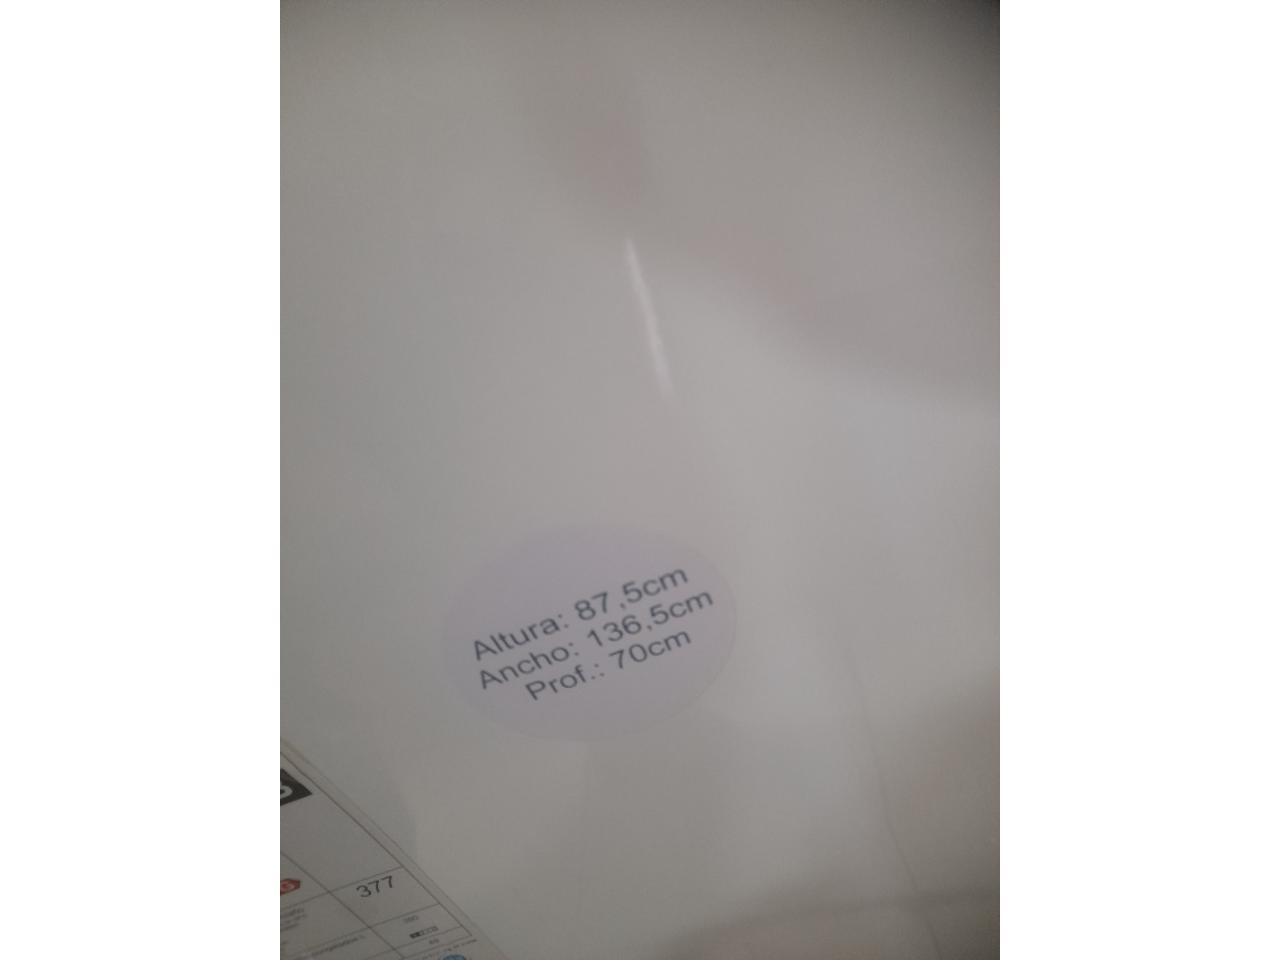 Altura: 87,5cm
Ancho: 136,5cm
Prof.: 70cm
377